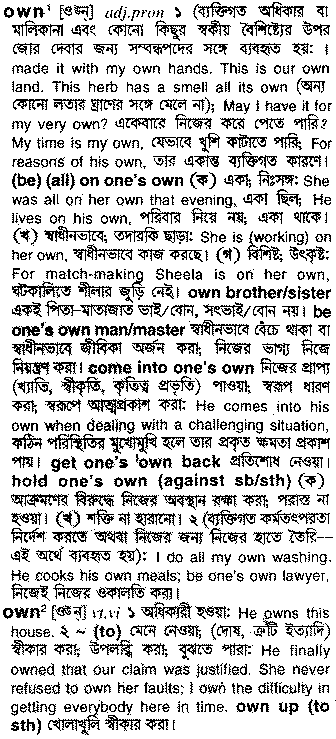 own¹ [ওউন্] adj.pron ১ (ব্যক্তিগত অধিকার বা
মালিকানা এবং কোনো কিছুর স্বকীয় বৈশিষ্ট্যের উপর
জোর দেবার জন্য সম্বন্ধপদের সঙ্গে ব্যবহৃত হয়: I
made it with my own hands. This is our own
land. This herb has a smell all its own (অন্য
কোনো লতার ঘ্রাণের সঙ্গে মেলে না); May I have it for
my very own? একেবারে নিজের করে পেতে পারি?
My time is my own, যেভাবে খুশি কাটাতে পারি; For
reasons of his own, তার একান্ত ব্যক্তিগত কারণে।
(be) (all) on one's own (ক) একা; নিঃসঙ্গ: She
was all on her own that evening, একা ছিল; He
lives on his own, পরিবার নিয়ে নয়; একা থাকে।
(খ) স্বাধীনভাবে; তদারকি ছাড়া: She is (working) on
her own, স্বাধীনভাবে কাজ করছে। (গ) বিশিষ্ট; উৎকৃষ্ট:
For match-making Sheela is on her own,
ঘটকালিতে শীলার জুড়ি নেই। own brother/sister
একই পিতা–মাতাজাত ভাই/বোন, সৎভাই/বোন নয়। be
one's own man/master স্বাধীনভাবে বেঁচে থাকা বা
স্বাধীনভাবে জীবিকা অর্জন করা; নিজের ভাগ্য নিজে
নিয়ন্ত্রণ করা। come into one's own নিজের প্রাপ্য
(খ্যাতি, স্বীকৃতি, কৃতিত্ব প্রভৃতি) পাওয়া; স্বরূপ ধারণ
করা; স্বরূপে আত্মপ্রকাশ করা: He comes into his
own when dealing with a challenging situation,
কঠিন পরিস্থিতির মুখোমুখি হলে তার প্রকৃত ক্ষমতা প্রকাশ
পায়। get one's own back প্রতিশোধ নেওয়া।
hold one's own (against sb/sth) (ক)
আক্রমণের বিরুদ্ধে নিজের অবস্থান রক্ষা করা; পরাস্ত না
হওয়া। (খ) শক্তি না হারানো। ২ (ব্যক্তিগত কর্মতৎপরতা
নির্দেশ করতে অথবা নিজের জন্য নিজের হাতে তৈরি—
এই অর্থে ব্যবহৃত হয়): I do all my own washing.
He cooks his own meals; be one's own lawyer,
নিজেই নিজের ওকালতি করা।
own² [ওউন্] vt,vi ১ অধিকারী হওয়া: He owns this
house. ২ ~ (to) মেনে নেওয়া; (দোষ, ত্রুটি ইত্যাদি)
স্বীকার করা; উপলব্ধি করা; বুঝতে পারা: He finally
owned that our claim was justified. She never
refused to own her faults; I own the difficulty in
getting everybody here in time. own up (to
sth) খোলাখুলি স্বীকার করা।